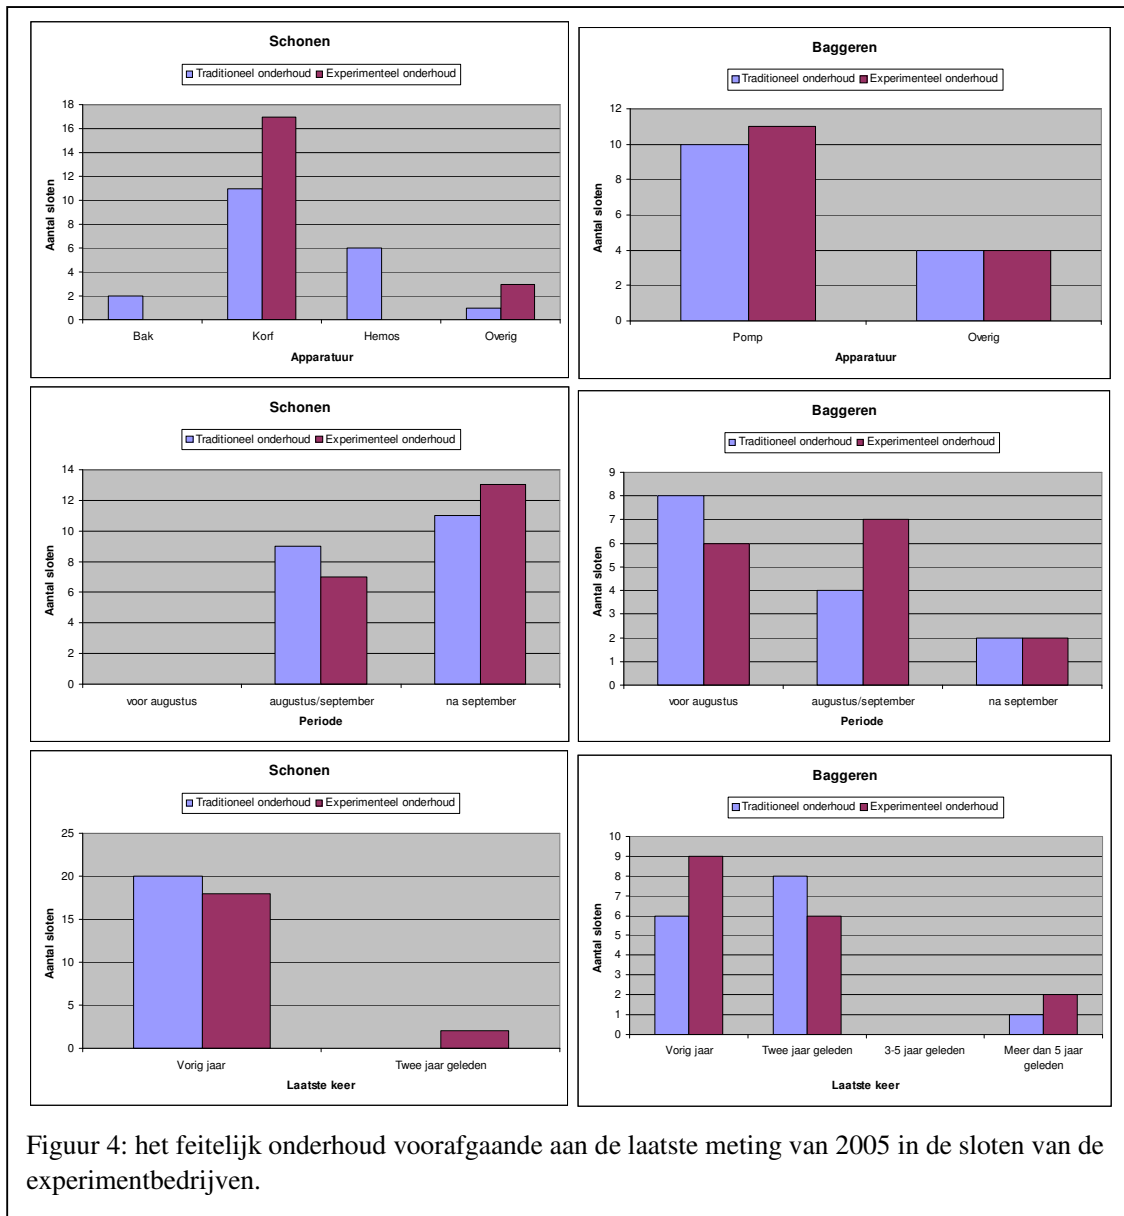 Schonen
Traditioneel onderhoud Experimenteel onderhoud
18
16
14
12
10
8
6
4
2
0
Aantal sloten
Bak Korf Hemos Overig
Apparatuur
Baggeren
Traditioneel onderhoud Experimenteel onderhoud
12
10
8
6
4
2
0
Aantal sloten
Pomp Overig
Apparatuur
Schonen
Traditioneel onderhoud Experimenteel onderhoud
14
12
10
8
6
4
2
0
Aantal sloten
voor augustus augustus/september na september
Periode
Baggeren
Traditioneel onderhoud Experimenteel onderhoud
9
8
7
6
5
4
3
2
1
0
Aantal sloten
voor augustus augustus/september na september
Periode
Schonen
Traditioneel onderhoud Experimenteel onderhoud
25
20
15
10
5
0
Aantal sloten
Vorig jaar Twee jaar geleden
Laatste keer
Baggeren
Traditioneel onderhoud Experimenteel onderhoud
10
9
8
7
6
5
4
3
2
1
0
Aantal sloten
Vorig jaar Twee jaar geleden 3-5 jaar geleden Meer dan 5 jaar
geleden
Laatste keer
Figuur 4: het feitelijk onderhoud voorafgaande aan de laatste meting van 2005 in de sloten van de
experimentbedrijven.